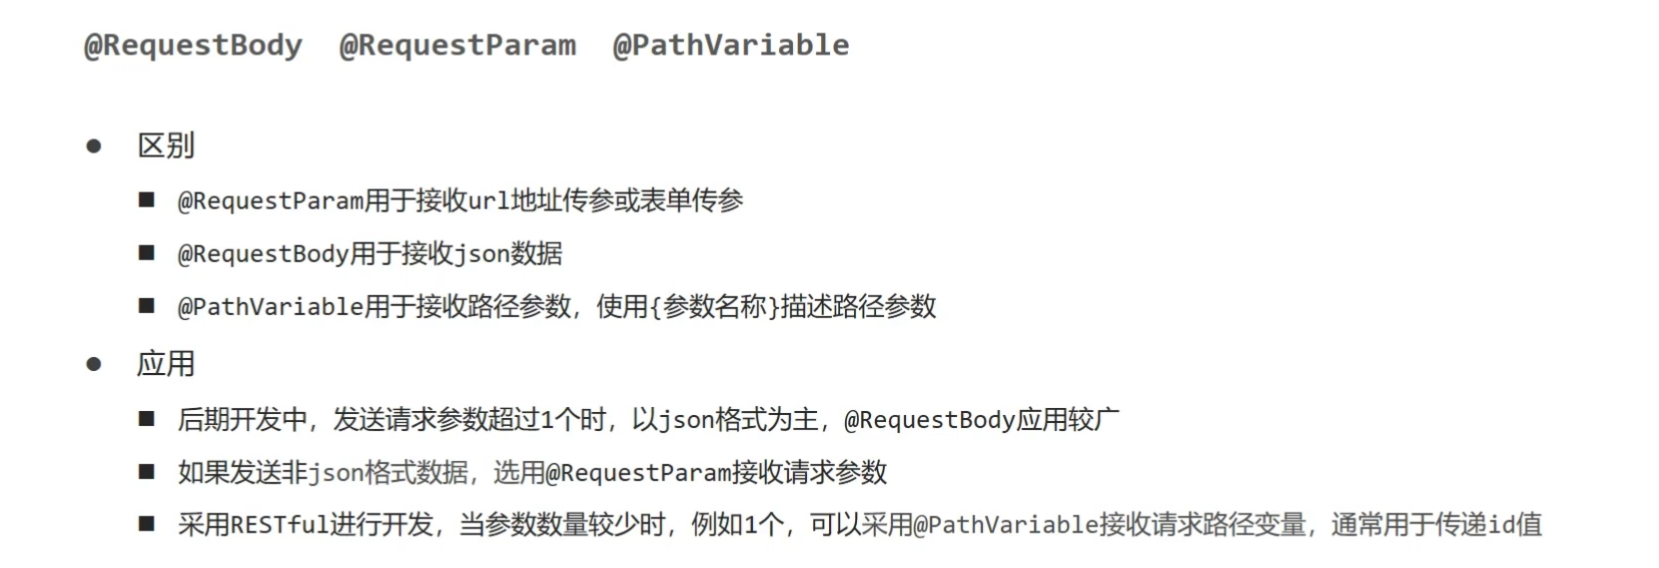 @RequestBody @RequestParam @PathVariable
● 区别
■ @RequestParam用于接收url地址传参或表单传参
■ @RequestBody用于接收json数据
■ @PathVariable用于接收路径参数，使用{参数名称}描述路径参数
● 应用
■ 后期开发中，发送请求参数超过1个时，以json格式为主，@RequestBody应用较广
■ 如果发送非json格式数据，选用@RequestParam接收请求参数
■ 采用RESTful进行开发，当参数数量较少时，例如1个，可以采用@PathVariable接收请求路径变量，通常用于传递id值